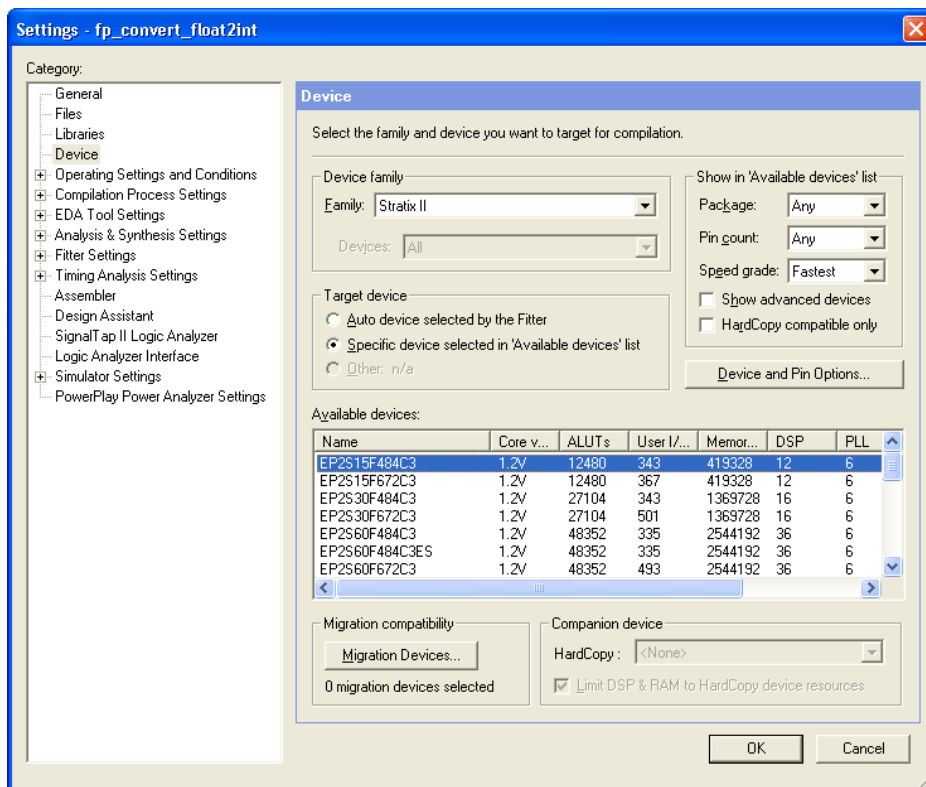 Settings - fp_convert_float2int
Category:
General
Files
Libraries
Device
Operating Settings and Conditions
Compilation Process Settings
EDA Tool Settings
Analysis & Synthesis Settings
Fitter Settings
Timing Analysis Settings
Assembler
Design Assistant
SignalTap II Logic Analyzer
Logic Analyzer Interface
Simulator Settings
PowerPlay Power Analyzer Settings
Device
Select the family and device you want to target for compilation.
Device family
Family: Stratix II
Devices: All
Target device
Auto device selected by the Fitter
Specific device selected in 'Available devices' list
Other: n/a
Show in 'Available devices' list
Package: Any
Pin count: Any
Speed grade: Fastest
Show advanced devices
HardCopy compatible only
Device and Pin Options...
Available devices:
Name Core v... ALUTs User I/... Memor... DSP PLL
EP2S15F484C3 1.2V 12480 343 419328 12 6
EP2S15F672C3 1.2V 12480 367 419328 12 6
EP2S30F484C3 1.2V 27104 343 1369728 16 6
EP2S30F672C3 1.2V 27104 501 1369728 16 6
EP2S60F484C3 1.2V 48352 335 2544192 36 6
EP2S60F484C3ES 1.2V 48352 335 2544192 36 6
EP2S60F672C3 1.2V 48352 493 2544192 36 6
Migration compatibility
Migration Devices...
0 migration devices selected
Companion device
HardCopy : <None>
Limit DSP & RAM to HardCopy device resources
OK Cancel